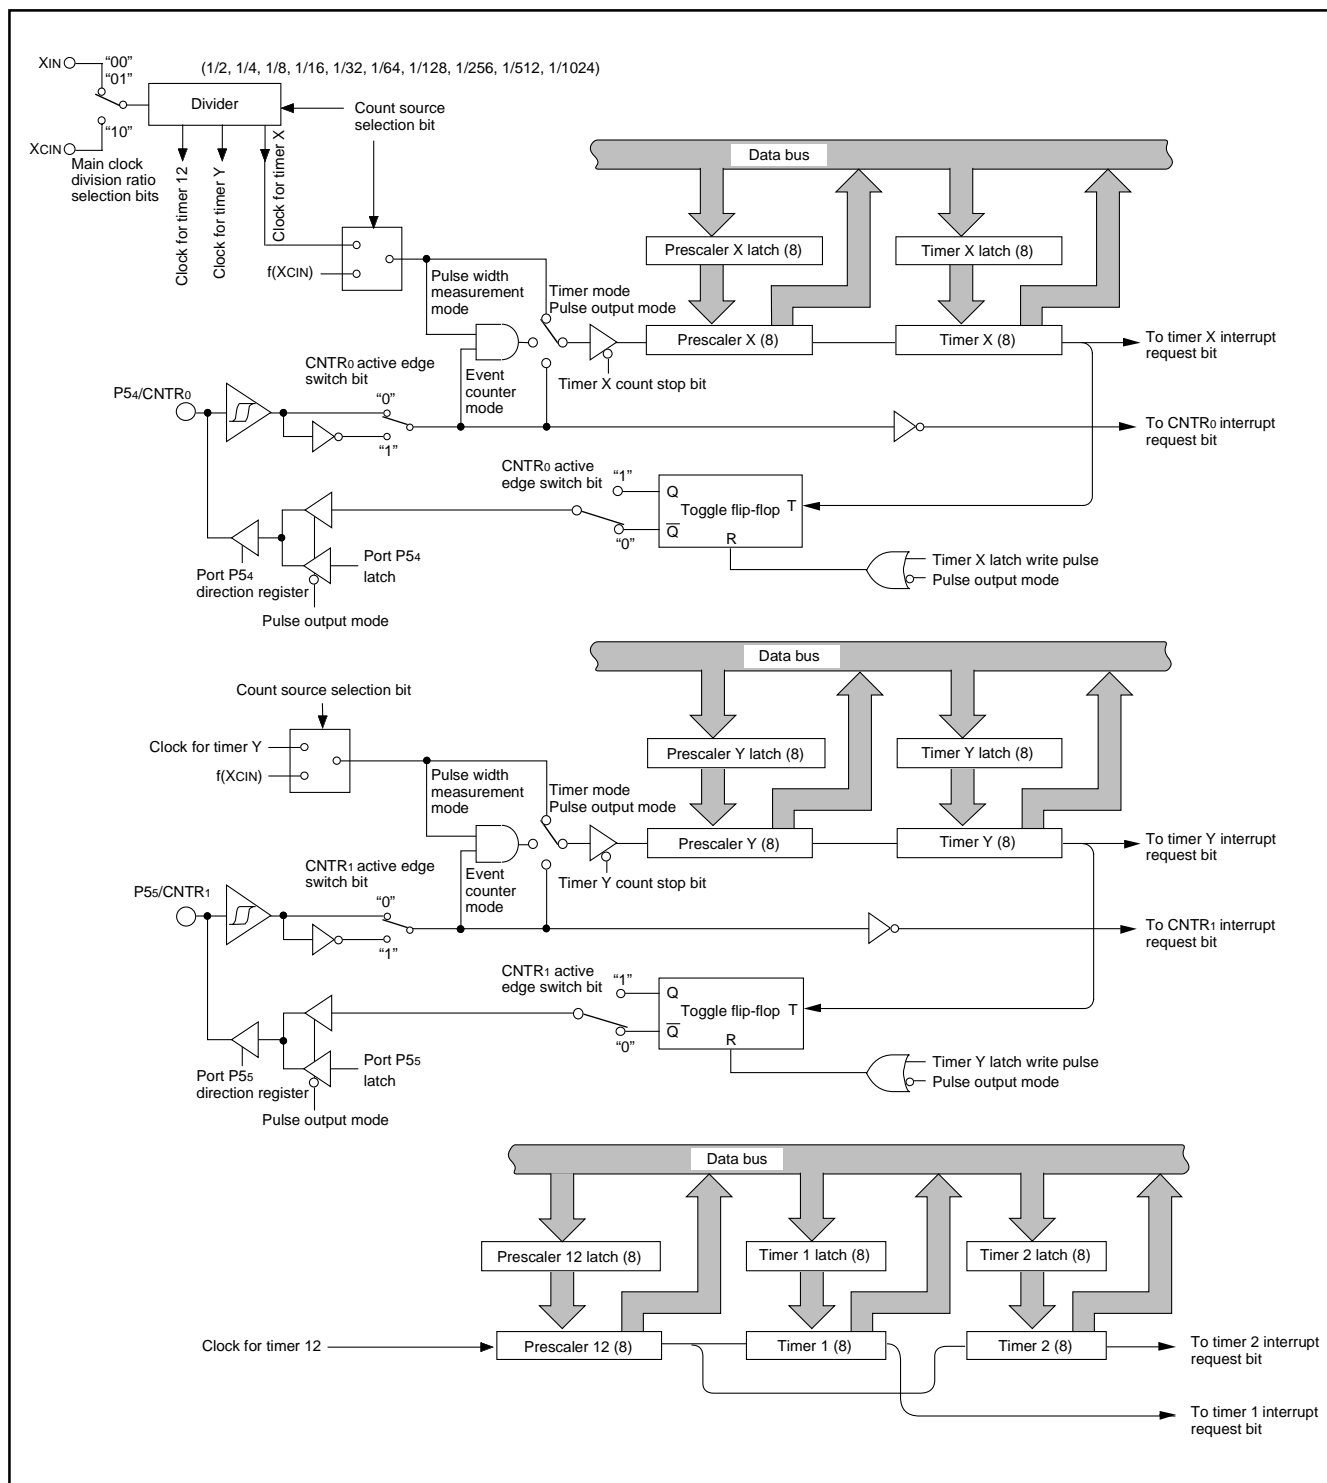 XIN
“00”
“01”
(1/2, 1/4, 1/8, 1/16, 1/32, 1/64, 1/128, 1/256, 1/512, 1/1024)
Divider
Count source
selection bit
“10”
XCIN
Main clock
division ratio
selection bits
Clock for timer 12
Clock for timer Y
Clock for timer X
f(XCIN)
Data bus
Prescaler X latch (8)
Timer X latch (8)
Pulse width
measurement
mode
Timer mode
Pulse output mode
Prescaler X (8)
Timer X (8)
To timer X interrupt
request bit
CNTR0 active edge
switch bit
Event
counter
mode
Timer X count stop bit
P54/CNTR0
“0”
“1”
To CNTR0 interrupt
request bit
CNTR0 active
edge switch bit
“1”
“0”
Q
Toggle flip-flop
T
Q
R
Port P54
latch
Port P54
direction register
Pulse output mode
Timer X latch write pulse
Pulse output mode
Data bus
Count source selection bit
Clock for timer Y
f(XCIN)
Prescaler Y latch (8)
Timer Y latch (8)
Pulse width
measurement
mode
Timer mode
Pulse output mode
Prescaler Y (8)
Timer Y (8)
To timer Y interrupt
request bit
CNTR1 active edge
switch bit
Event
counter
mode
Timer Y count stop bit
P55/CNTR1
“0”
“1”
To CNTR1 interrupt
request bit
CNTR1 active
edge switch bit
“1”
“0”
Q
Toggle flip-flop
T
Q
R
Port P55
latch
Port P55
direction register
Pulse output mode
Timer Y latch write pulse
Pulse output mode
Data bus
Prescaler 12 latch (8)
Timer 1 latch (8)
Timer 2 latch (8)
Clock for timer 12
Prescaler 12 (8)
Timer 1 (8)
Timer 2 (8)
To timer 2 interrupt
request bit
To timer 1 interrupt
request bit